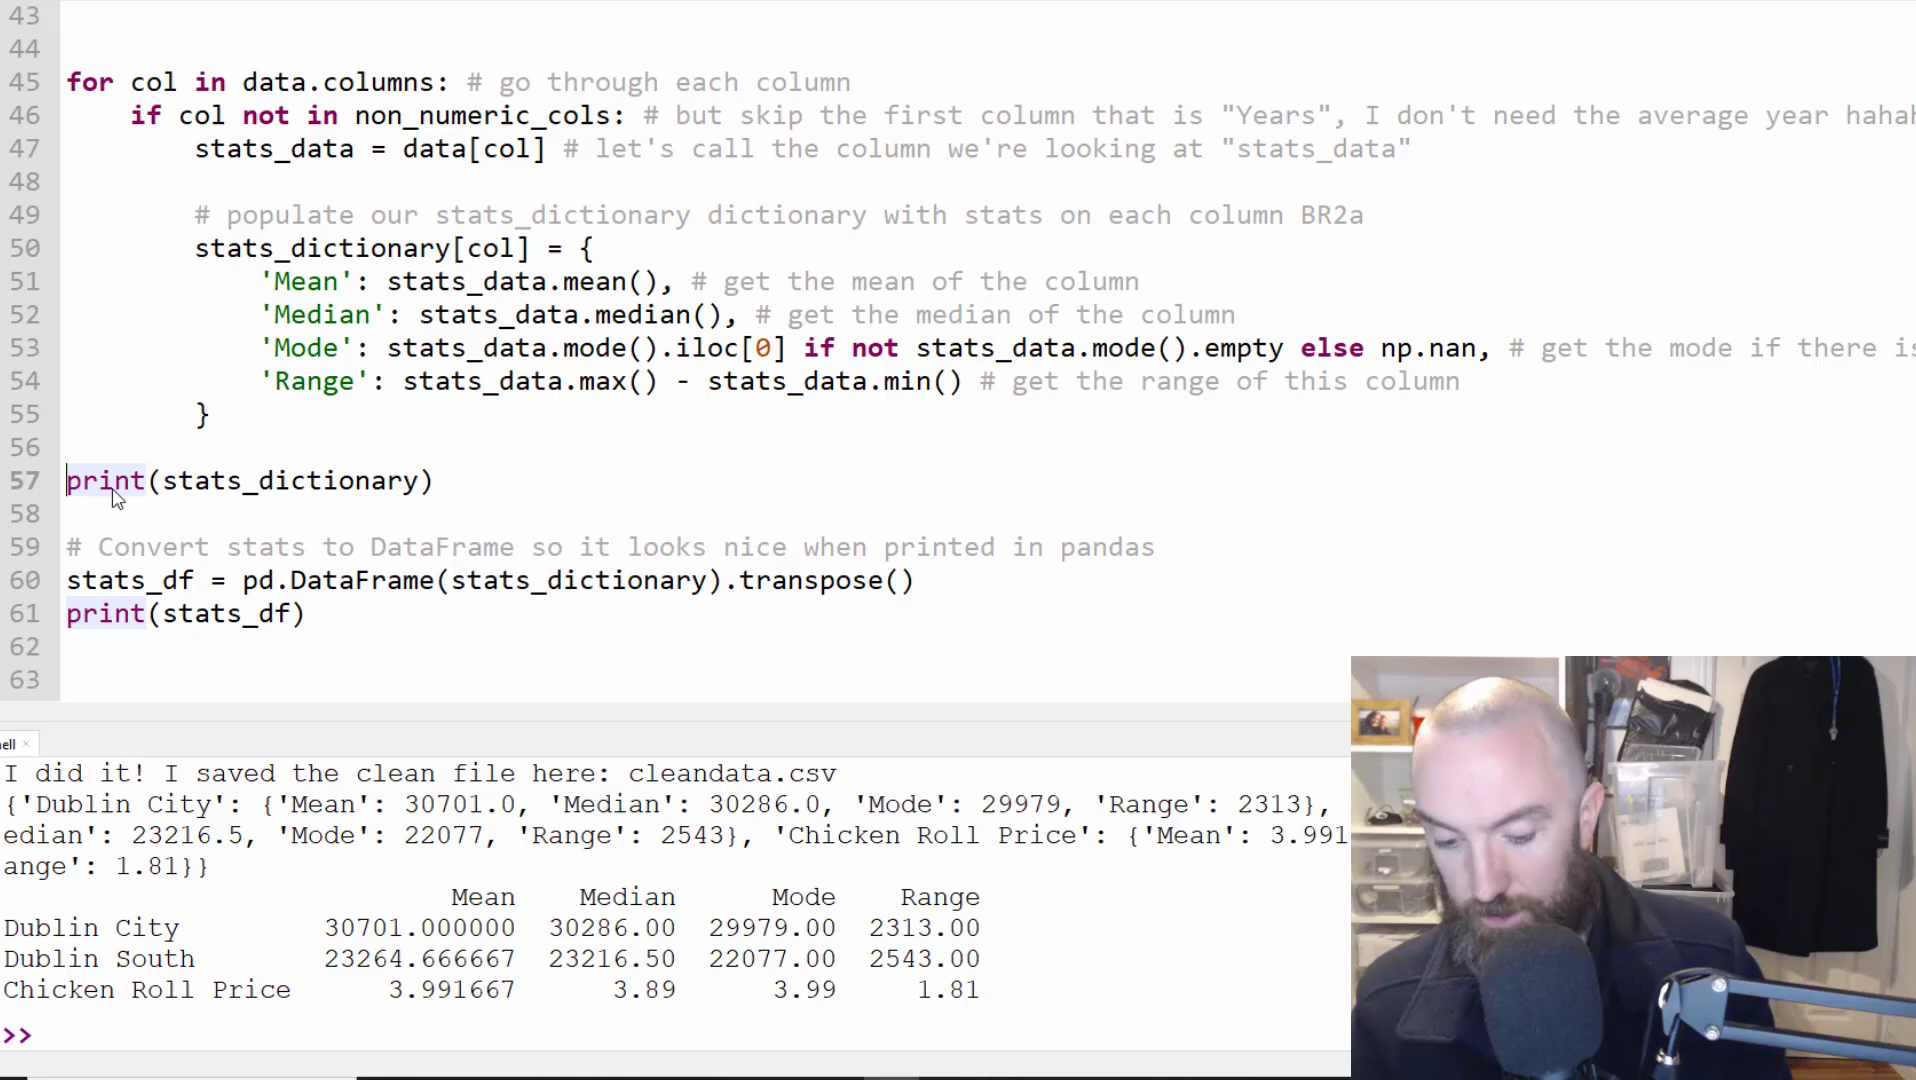 43
44
45 for col in data.columns: # go through each column
46 if col not in non_numeric_cols: # but skip the first column that is "Years", I don't need the average year hahah
47 stats_data = data[col] # let's call the column we're looking at "stats_data"
48
49 # populate our stats_dictionary dictionary with stats on each column BR2a
50 stats_dictionary[col] = {
51 'Mean': stats_data.mean(), # get the mean of the column
52 'Median': stats_data.median(), # get the median of the column
53 'Mode': stats_data.mode().iloc[0] if not stats_data.mode().empty else np.nan, # get the mode if there is
54 'Range': stats_data.max() - stats_data.min() # get the range of this column
55 }
56
57 print(stats_dictionary)
58
59 # Convert stats to DataFrame so it looks nice when printed in pandas
60 stats_df = pd.DataFrame(stats_dictionary).transpose()
61 print(stats_df)
62
63
ell ×
I did it! I saved the clean file here: cleandata.csv
{'Dublin City': {'Mean': 30701.0, 'Median': 30286.0, 'Mode': 29979, 'Range': 2313},
edian': 23216.5, 'Mode': 22077, 'Range': 2543}, 'Chicken Roll Price': {'Mean': 3.991
ange': 1.81}}
Mean Median Mode Range
Dublin City 30701.000000 30286.00 29979.00 2313.00
Dublin South 23264.666667 23216.50 22077.00 2543.00
Chicken Roll Price 3.991667 3.89 3.99 1.81
>>